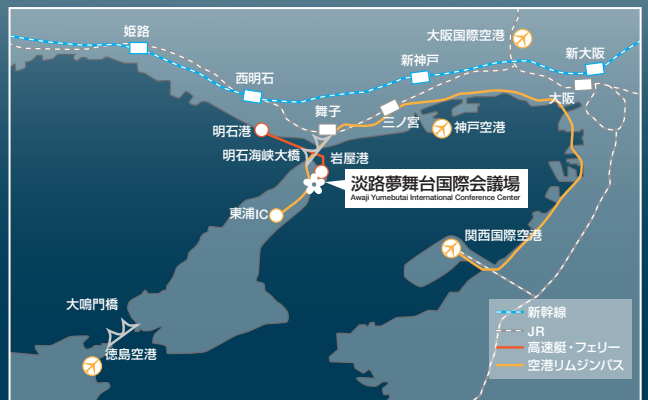 姫路
大阪国際空港
新神戸
新大阪
西明石
大阪
舞子
三ノ宮
明石港
神戸空港
明石海峡大橋
岩屋港
淡路夢舞台国際会議場
Awaji Yumebutai International Conference Center
東浦IC
関西国際空港
大鳴門橋
徳島空港
新幹線
JR
高速艇・フェリー
空港リムジンバス